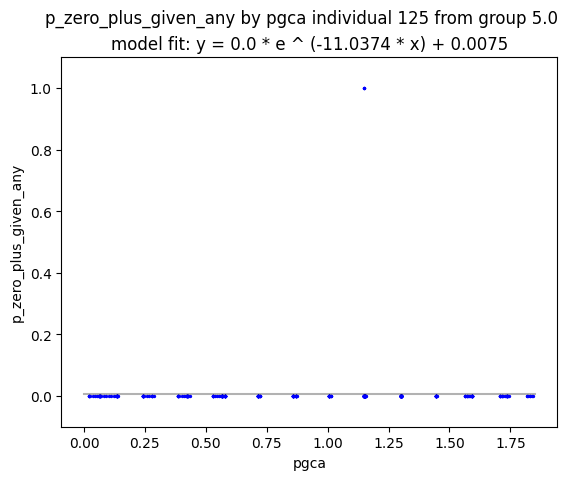 p_zero_plus_given_any by pgca individual 125 from group 5.0
model fit: y = 0.0 * e ^ (-11.0374 * x) + 0.0075
1.0
0.8
0.6
0.4
0.2
0.0
p_zero_plus_given_any
0.00 0.25 0.50 0.75 1.00 1.25 1.50 1.75
pgca